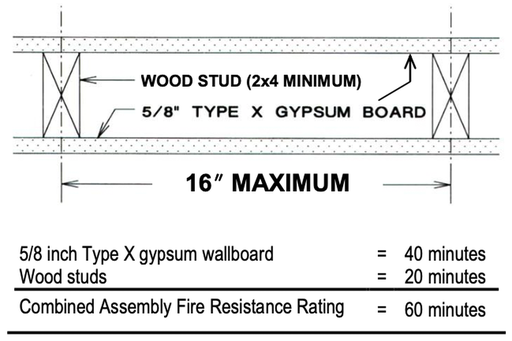 WOOD STUD (2x4 MINIMUM)
5/8" TYPE X GYPSUM BOARD
16″ MAXIMUM
5/8 inch Type X gypsum wallboard = 40 minutes
Wood studs = 20 minutes
Combined Assembly Fire Resistance Rating = 60 minutes